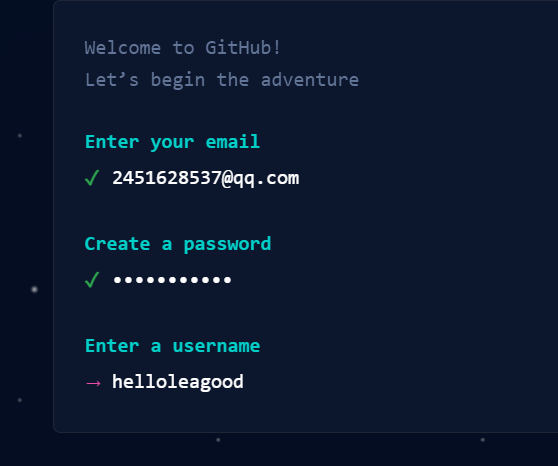 Welcome to GitHub!
Let’s begin the adventure
Enter your email
✓ 2451628537@qq.com
Create a password
✓ •••••••••••
Enter a username
→ helloleagood